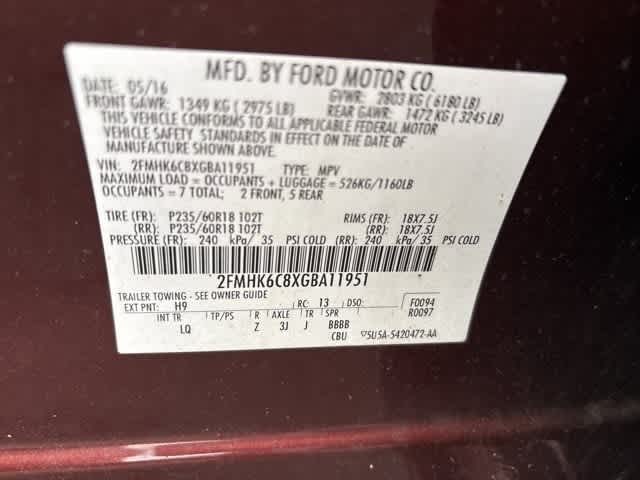 MFD. BY FORD MOTOR CO.
DATE: 05/16 GVWR: 2803 KG ( 6180 LB)
FRONT GAWR: 1349 KG ( 2975 LB) REAR GAWR: 1472 KG ( 3245 LB)
THIS VEHICLE CONFORMS TO ALL APPLICABLE FEDERAL MOTOR
VEHICLE SAFETY STANDARDS IN EFFECT ON THE DATE OF
MANUFACTURE SHOWN ABOVE.
VIN: 2FMHK6C8XGBA11951 TYPE: MPV
MAXIMUM LOAD = OCCUPANTS + LUGGAGE = 526KG/1160LB
OCCUPANTS = 7 TOTAL; 2 FRONT, 5 REAR
TIRE (FR): P235/60R18 102T RIMS (FR): 18X7.5J
(RR): P235/60R18 102T (RR): 18X7.5J
PRESSURE (FR): 240 kPa/ 35 PSI COLD (RR): 240 kPa/ 35 PSI COLD
2FMHK6C8XGBA11951
TRAILER TOWING - SEE OWNER GUIDE
EXT PNT: H9 RC: 13 DSO: F0094
R0097
INT TR TP/PS R AXLE TR SPR
LQ Z 3J J BBBB
CBU 5U5A-5420472-AA